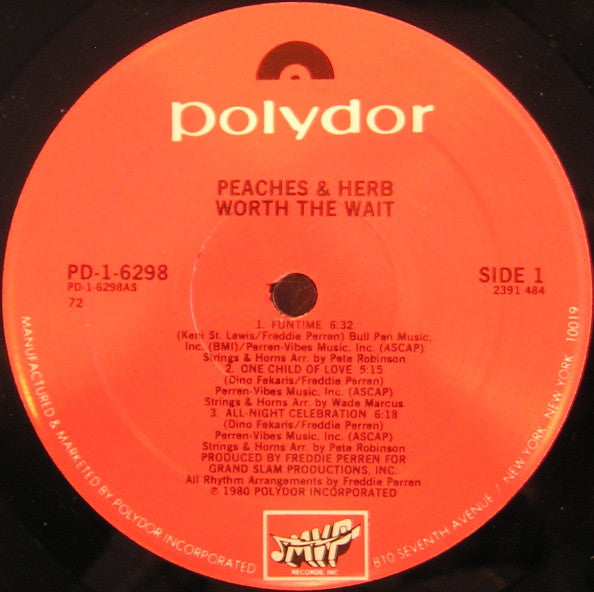 polydor
PEACHES & HERB
WORTH THE WAIT
PD-1-6298
PD-1-6298AS
72
SIDE 1
2391 484
1. FUNTIME 6:32
(Keni St. Lewis/Freddie Perren) Bull Pen Music,
Inc. (BMI)/Perren-Vibes Music, Inc. (ASCAP)
Strings & Horns Arr. by Pete Robinson
2. ONE CHILD OF LOVE 5:15
(Dino Fekaris/Freddie Perren)
Perren-Vibes Music, Inc. (ASCAP)
Strings & Horns Arr. by Wade Marcus
3. ALL-NIGHT CELEBRATION 6:18
(Dino Fekaris/Freddie Perren)
Perren-Vibes Music, Inc. (ASCAP)
Strings & Horns Arr. by Pete Robinson
PRODUCED BY FREDDIE PERREN FOR
GRAND SLAM PRODUCTIONS, INC.
All Rhythm Arrangements by Freddie Perren
℗ 1980 POLYDOR INCORPORATED
MVP
RECORDS, INC
MANUFACTURED & MARKETED BY POLYDOR INCORPORATED
810 SEVENTH AVENUE / NEW YORK, NEW YORK 10019